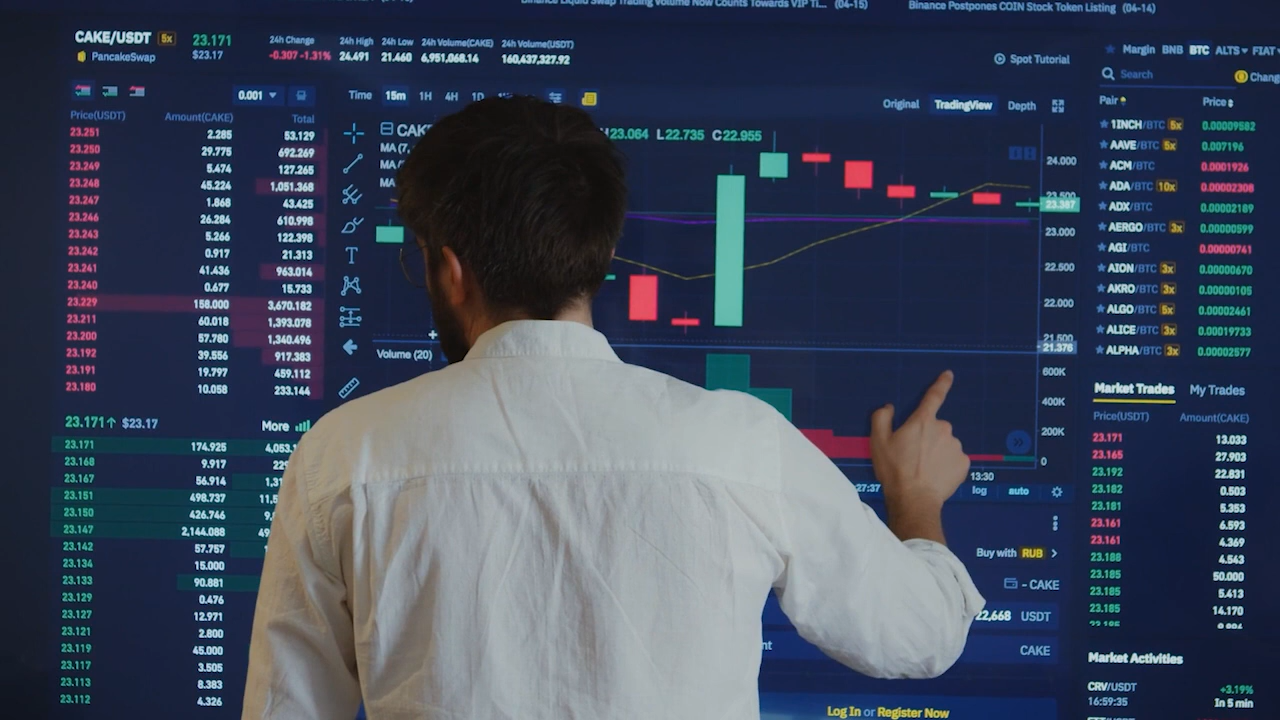 Binance Liquid Swap Trading Volume Now Counts Towards VIP Ti... (04-15)
Binance Postpones COIN Stock Token Listing (04-14)
CAKE/USDT 5x 23.171
PancakeSwap $23.17
24h Change 24h High 24h Low 24h Volume(CAKE) 24h Volume(USDT)
-0.307 -1.31% 24.491 21.460 6,951,068.14 160,437,327.92
Spot Tutorial
0.001
Time 15m 1H 4H 1D
Original TradingView Depth
Price(USDT) Amount(CAKE) Total
23.251 2.285 53.129
23.250 29.775 692.269
23.249 5.474 127.265
23.248 45.224 1,051.368
23.247 1.868 43.425
23.246 26.284 610.998
23.243 5.266 122.398
23.242 0.917 21.313
23.241 41.436 963.014
23.240 0.677 15.733
23.229 158.000 3,670.182
23.211 60.018 1,393.078
23.200 57.780 1,340.496
23.192 39.556 917.383
23.191 19.797 459.112
23.180 10.058 233.144
23.171↑ $23.17 More
23.171 174.925
23.168 9.917
23.167 56.914
23.151 498.737
23.150 426.746
23.147 2,144.088
23.142 57.757
23.134 15.000
23.133 90.881
23.129 0.476
23.127 12.971
23.121 2.800
23.119 45.000
23.117 3.505
23.113 8.383
23.112 4.326
H23.064 L22.735 C22.955
MA (7,
MA
Volume (20)
24.000
23.387
23.000
22.500
22.000
21.500
21.376
600K
400K
200K
0
13:30
27:37 log auto
Buy with RUB
- CAKE
22,668 USDT
CAKE
Log In or Register Now
Margin BNB BTC ALTS FIAT
Search
Pair Price
1INCH/BTC 5x 0.00009582
AAVE/BTC 5x 0.007196
ACM/BTC 0.0001926
ADA/BTC 10x 0.00002308
ADX/BTC 0.00002189
AERGO/BTC 3x 0.00000599
AGI/BTC 0.00000741
AION/BTC 3x 0.00000670
AKRO/BTC 3x 0.00000105
ALGO/BTC 5x 0.00002461
ALICE/BTC 3x 0.00019733
ALPHA/BTC 3x 0.00002577
Market Trades My Trades
Price(USDT) Amount(CAKE)
23.171 13.033
23.165 27.903
23.192 22.831
23.182 0.503
23.181 5.353
23.161 6.593
23.161 4.369
23.188 4.543
23.185 50.000
23.185 5.413
23.185 14.170
Market Activities
CRV/USDT +3.19%
16:59:35 In 5 min